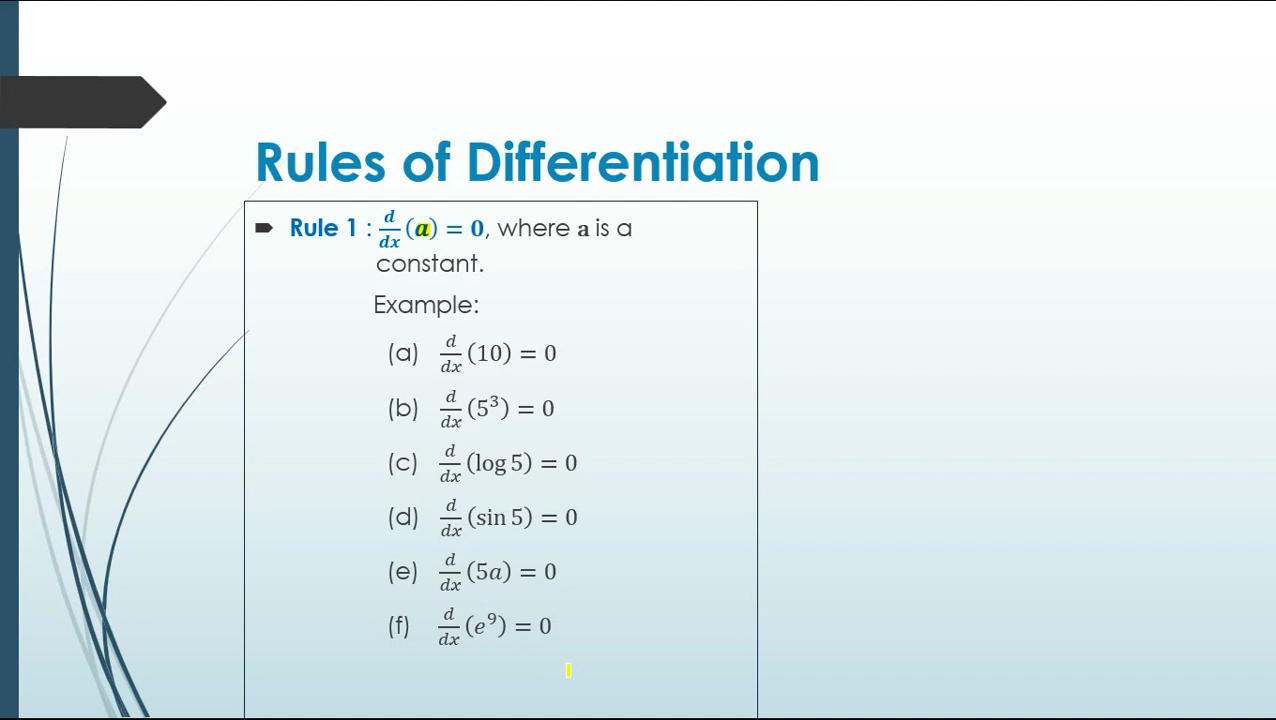 Rules of Differentiation
Rule 1 : d/dx (a) = 0, where a is a
constant.
Example:
(a) d/dx (10) = 0
(b) d/dx (5³) = 0
(c) d/dx (log 5) = 0
(d) d/dx (sin 5) = 0
(e) d/dx (5a) = 0
(f) d/dx (e⁹) = 0